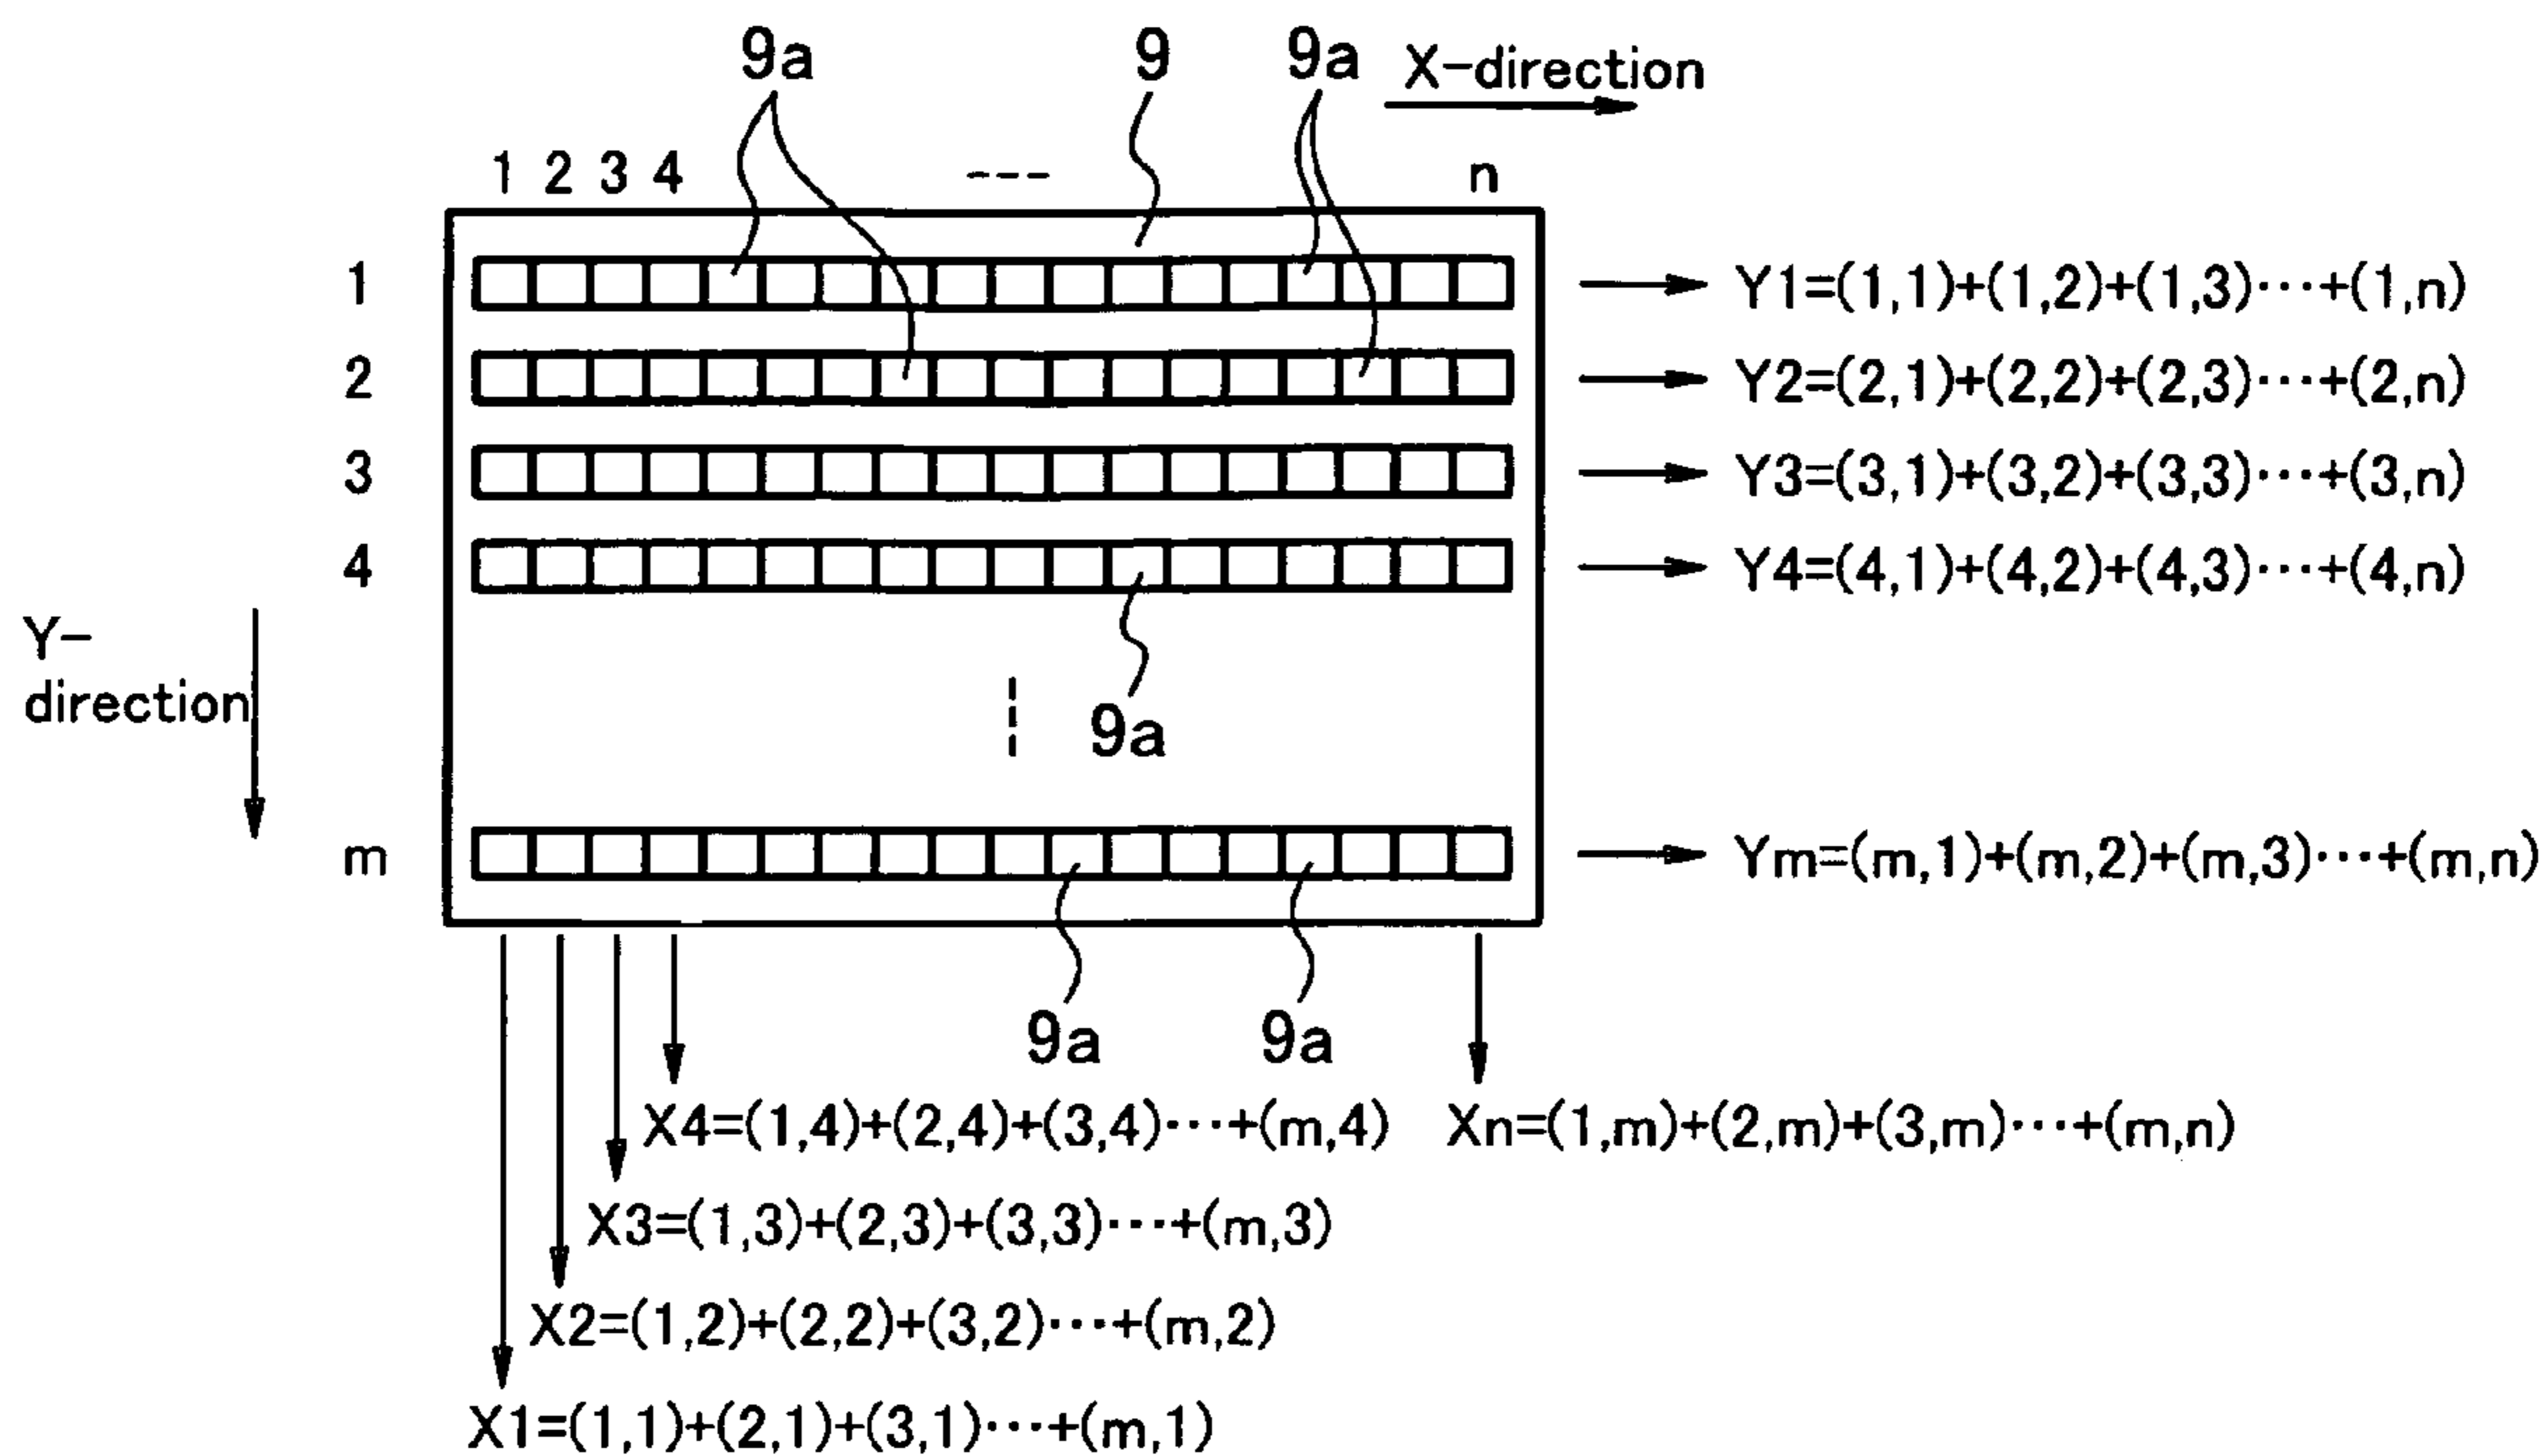 9a 9 9a X-direction
1 2 3 4 --- n
1 Y1=(1,1)+(1,2)+(1,3)···+(1,n)
2 Y2=(2,1)+(2,2)+(2,3)···+(2,n)
3 Y3=(3,1)+(3,2)+(3,3)···+(3,n)
4 Y4=(4,1)+(4,2)+(4,3)···+(4,n)
Y-
direction
9a
m Ym=(m,1)+(m,2)+(m,3)···+(m,n)
9a 9a
X4=(1,4)+(2,4)+(3,4)···+(m,4) Xn=(1,m)+(2,m)+(3,m)···+(m,n)
X3=(1,3)+(2,3)+(3,3)···+(m,3)
X2=(1,2)+(2,2)+(3,2)···+(m,2)
X1=(1,1)+(2,1)+(3,1)···+(m,1)